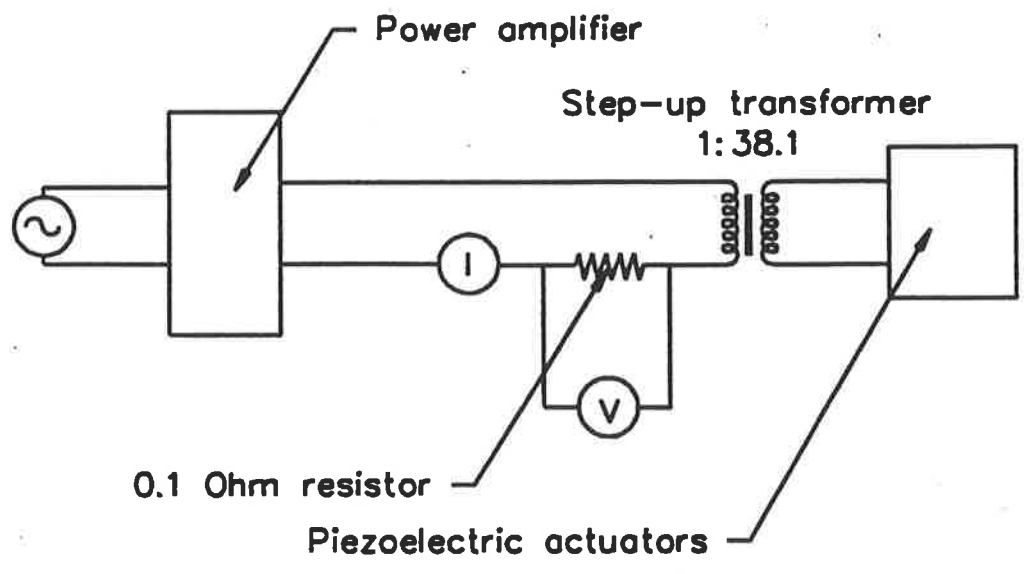 Power amplifier
Step-up transformer
1:38.1
I
V
0.1 Ohm resistor
Piezoelectric actuators